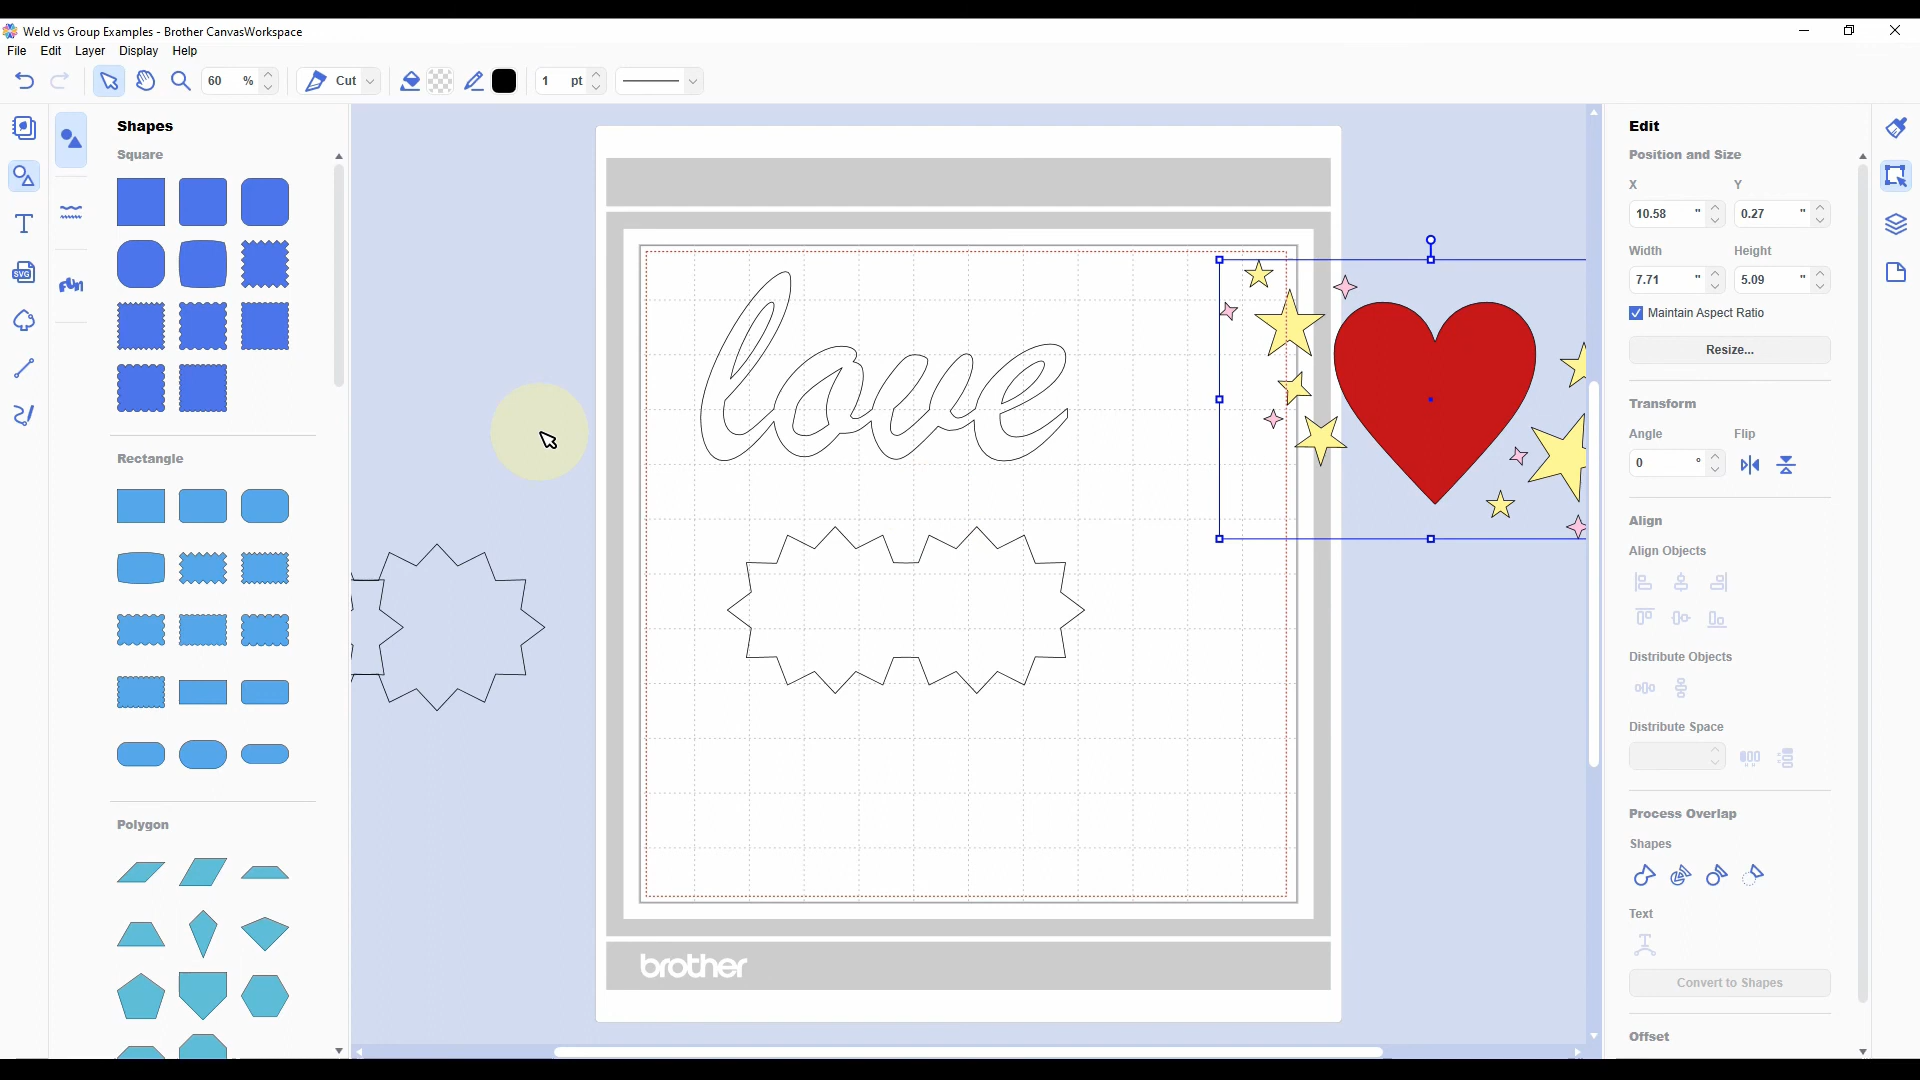 Weld vs Group Examples - Brother CanvasWorkspace
File Edit Layer Display Help
60 % Cut 1 pt
Shapes
Square
Rectangle
Polygon
SVG
fun
love
brother
Edit
Position and Size
X Y
10.58 " 0.27 "
Width Height
7.71 " 5.09 "
Maintain Aspect Ratio
Resize...
Transform
Angle Flip
0 °
Align
Align Objects
Distribute Objects
Distribute Space
Process Overlap
Shapes
Text
Convert to Shapes
Offset